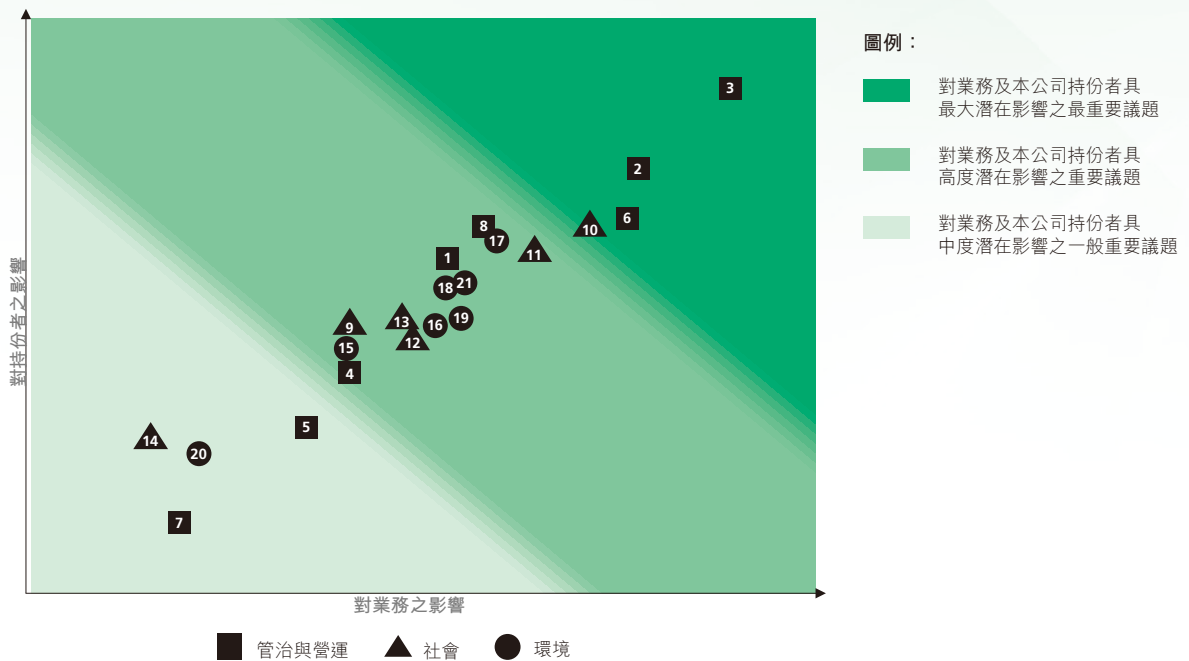 圖例：
對業務及本公司持份者具
最大潛在影響之最重要議題
對業務及本公司持份者具
高度潛在影響之重要議題
對業務及本公司持份者具
中度潛在影響之一般重要議題
對持份者之影響
3
2
6
10
8
17
11
1
21
18
19
13
9
16
12
15
4
5
14
20
7
對業務之影響
管治與營運
社會
環境